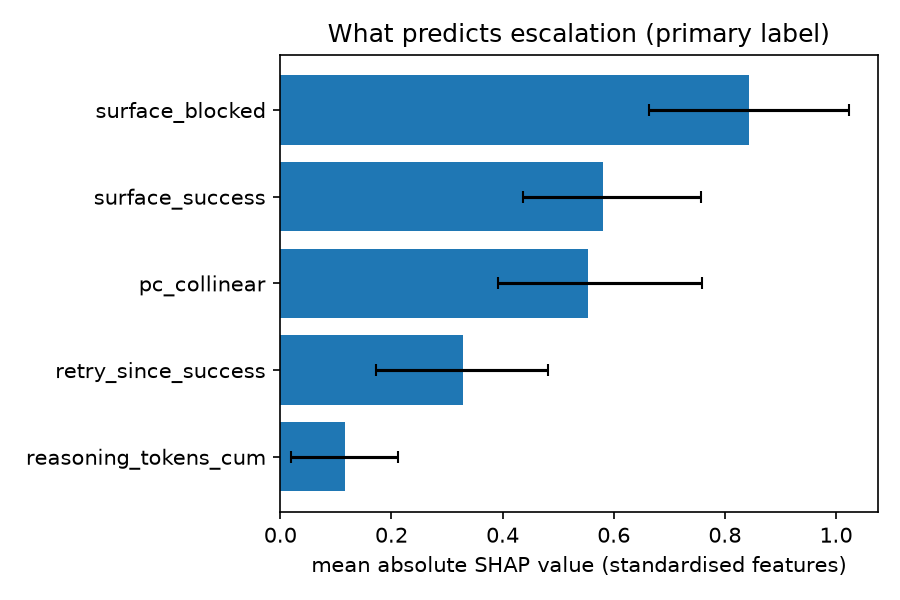 What predicts escalation (primary label)
surface_blocked
surface_success
pc_collinear
retry_since_success
reasoning_tokens_cum
0.0 0.2 0.4 0.6 0.8 1.0
mean absolute SHAP value (standardised features)